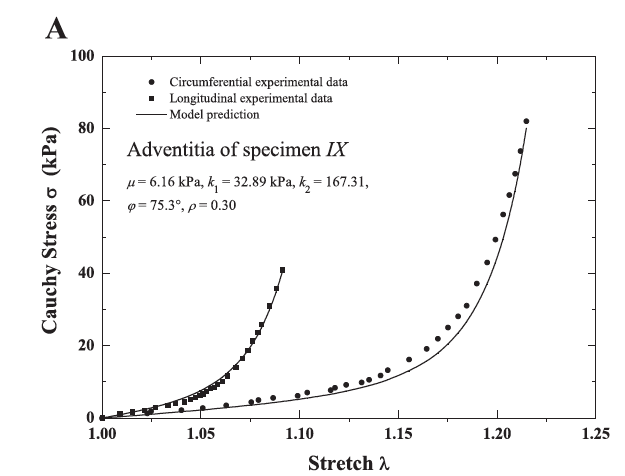 A
100
80
60
40
20
0
Cauchy Stress σ (kPa)
Circumferential experimental data
Longitudinal experimental data
Model prediction
Adventitia of specimen IX
μ = 6.16 kPa, k₁ = 32.89 kPa, k₂ = 167.31,
φ = 75.3°, ρ = 0.30
1.00 1.05 1.10 1.15 1.20 1.25
Stretch λ